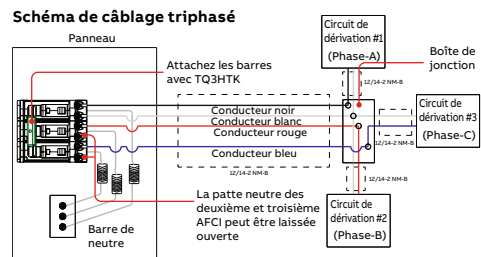 Schéma de câblage triphasé
Panneau
Attachez les barres
avec TQ3HTK
Circuit de
dérivation #1
(Phase-A)
Boîte de
jonction
12/14-2 NM-B
Conducteur noir
Conducteur blanc
Conducteur rouge
Conducteur bleu
12/14-2 NM-B
Circuit de
dérivation #3
(Phase-C)
12/14-2 NM-B
12/14-2 NM-B
La patte neutre des
deuxième et troisième
AFCI peut être laissée
ouverte
Barre de
neutre
Circuit de
dérivation #2
(Phase-B)